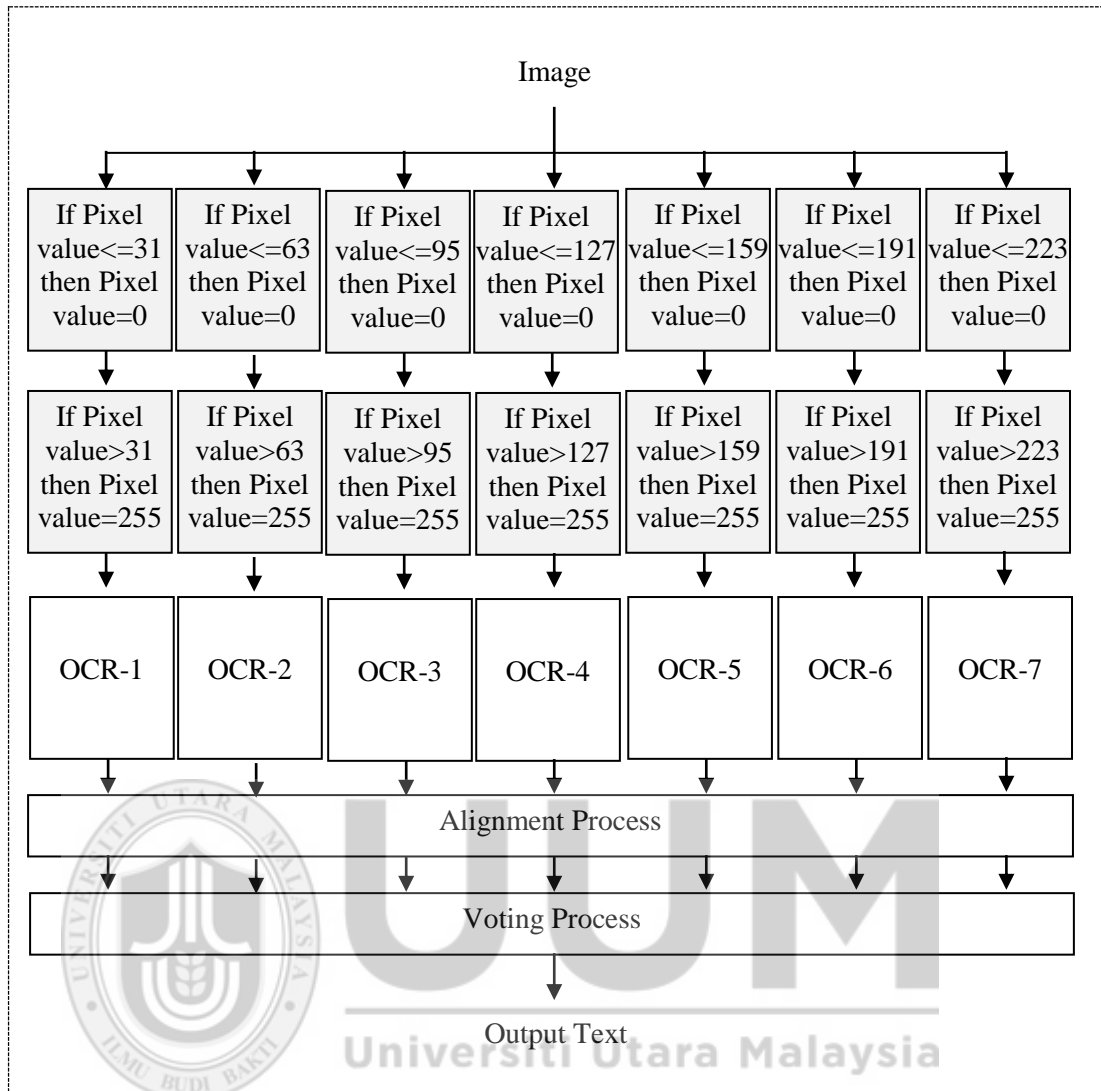 Image
If Pixel
value<=31
then Pixel
value=0
If Pixel
value<=63
then Pixel
value=0
If Pixel
value<=95
then Pixel
value=0
If Pixel
value<=127
then Pixel
value=0
If Pixel
value<=159
then Pixel
value=0
If Pixel
value<=191
then Pixel
value=0
If Pixel
value<=223
then Pixel
value=0
If Pixel
value>31
then Pixel
value=255
If Pixel
value>63
then Pixel
value=255
If Pixel
value>95
then Pixel
value=255
If Pixel
value>127
then Pixel
value=255
If Pixel
value>159
then Pixel
value=255
If Pixel
value>191
then Pixel
value=255
If Pixel
value>223
then Pixel
value=255
OCR-1
OCR-2
OCR-3
OCR-4
OCR-5
OCR-6
OCR-7
Alignment Process
Voting Process
Output Text
UNIVERSITI UTARA MALAYSIA
ILMU BUDI BAKTI
UUM
Universiti Utara Malaysia